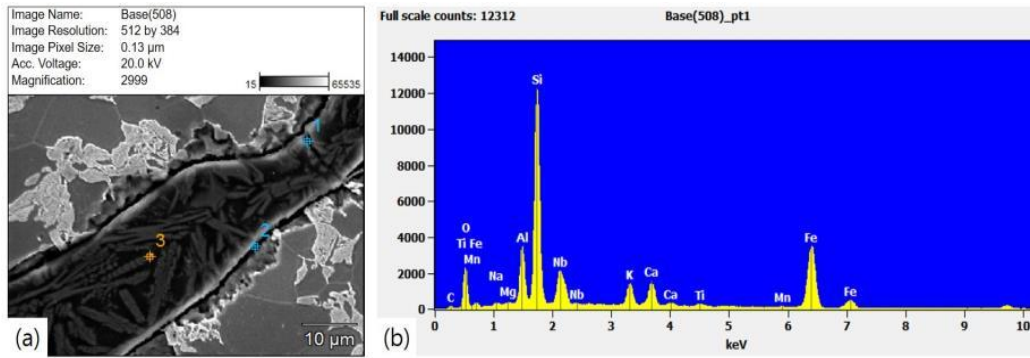 Image Name: Base(508)
Image Resolution: 512 by 384
Image Pixel Size: 0.13 μm
Acc. Voltage: 20.0 kV
Magnification: 2999
15 65535
1
2
3
10 μm
(a)
Full scale counts: 12312 Base(508)_pt1
14000
12000
10000
8000
6000
4000
2000
0
Si
O
Ti Fe
Mn
C
Na
Mg
Al
Nb
Nb
K
Ca
Ca
Ti
Mn
Fe
Fe
0 1 2 3 4 5 6 7 8 9 10
keV
(b)